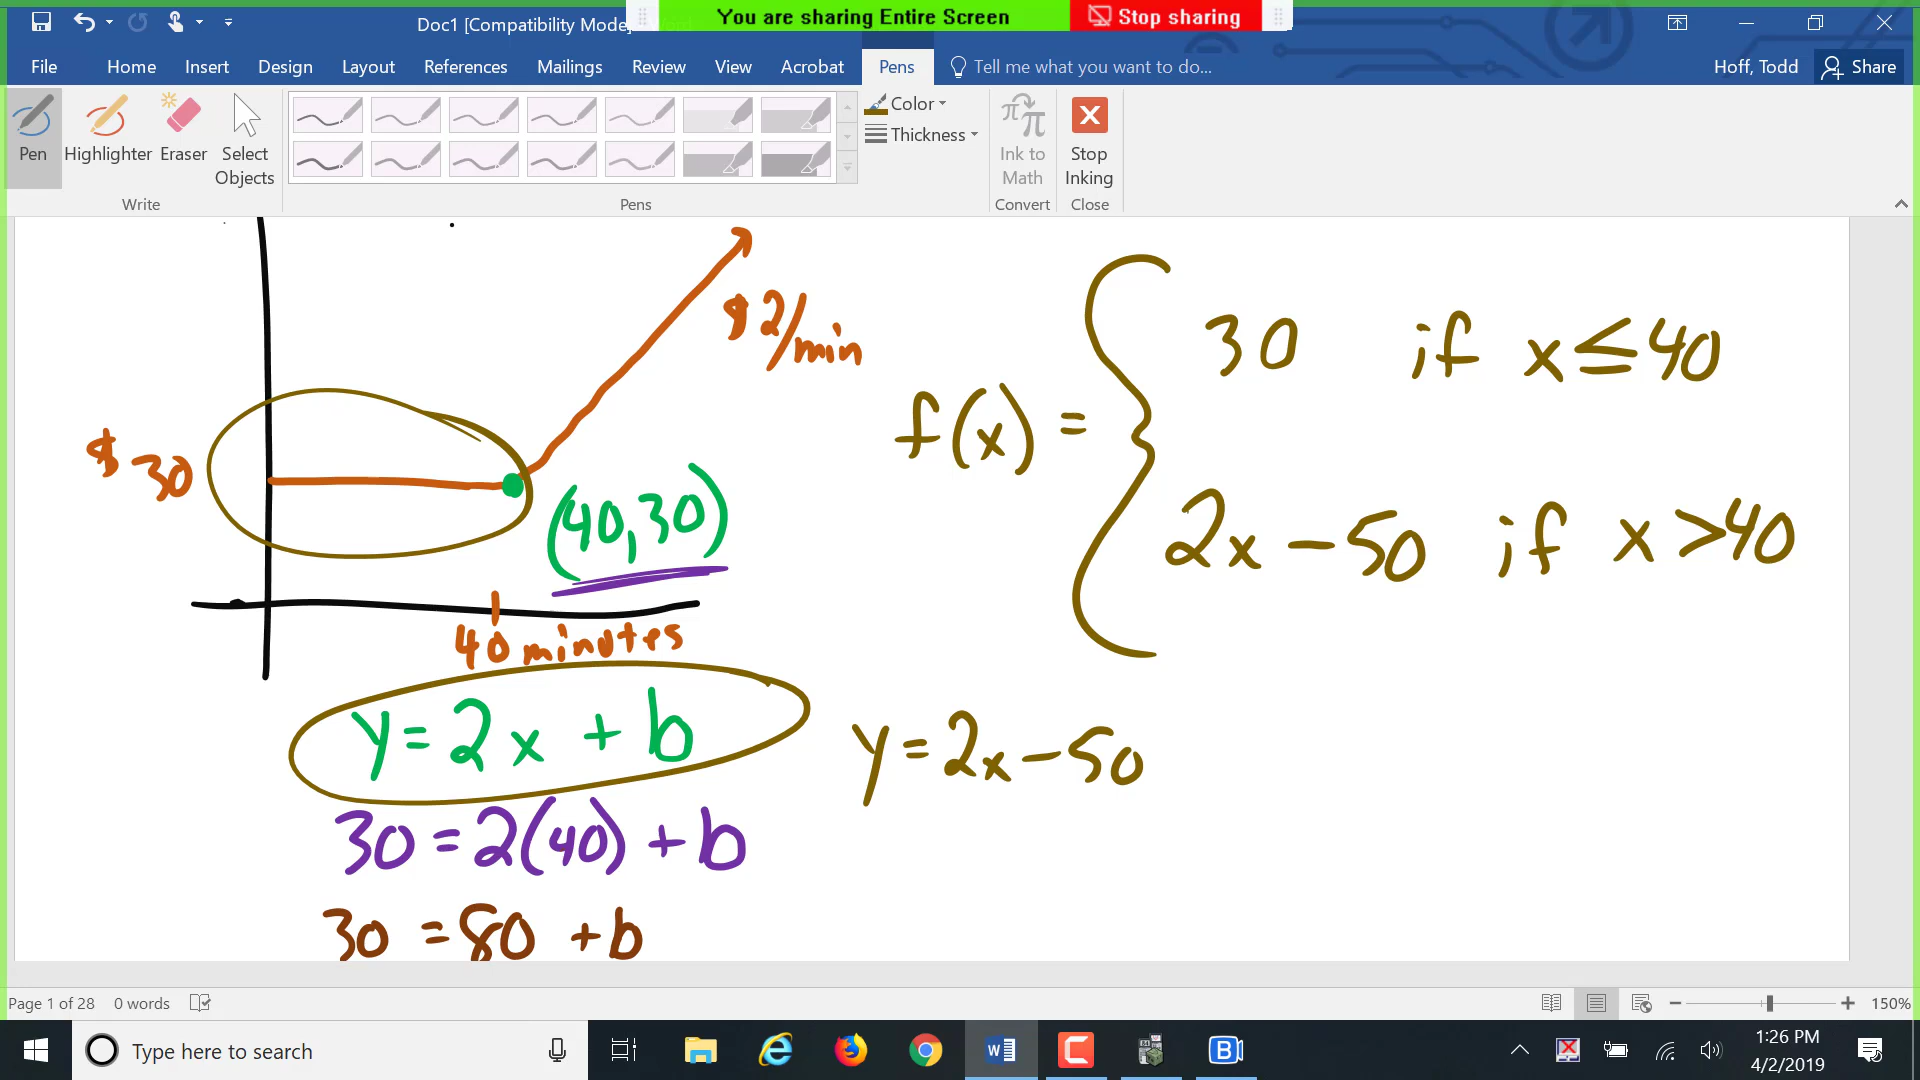 Doc1 [Compatibility Mode]
You are sharing Entire Screen
Stop sharing
File Home Insert Design Layout References Mailings Review View Acrobat Pens Tell me what you want to do... Hoff, Todd Share
Pen Highlighter Eraser Select Objects
Color
Thickness
Ink to Math
Stop Inking
Write Pens Convert Close
$2/min
$30
(40,30)
40 minutes
y=2x + b
30=2(40) + b
30 =80 +b
f(x) =
30 if x≤40
2x -50 if x >40
y=2x-50
Page 1 of 28 0 words 150%
Type here to search
1:26 PM
4/2/2019